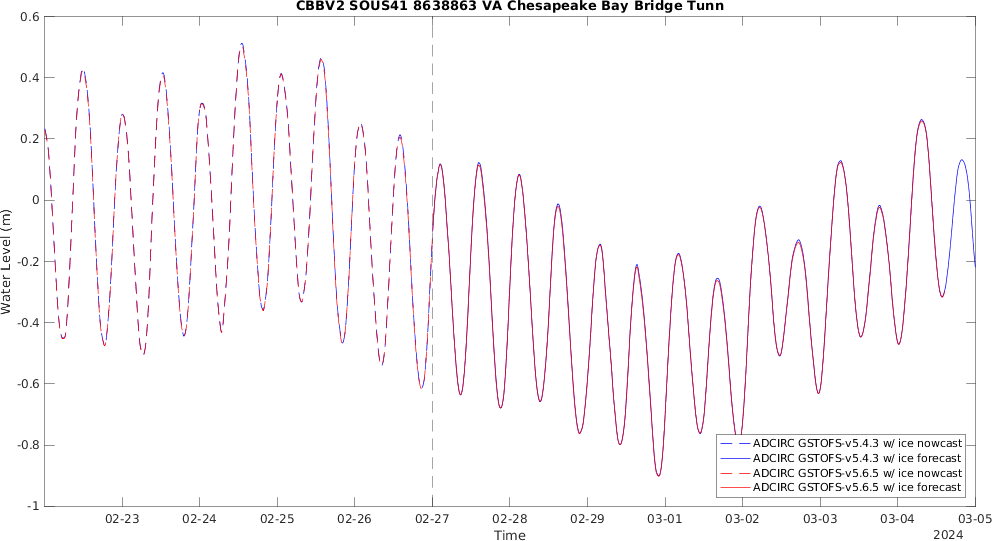 CBBV2 SOUS41 8638863 VA Chesapeake Bay Bridge Tunn
0.6
0.4
0.2
0
-0.2
-0.4
-0.6
-0.8
-1
Water Level (m)
ADCIRC GSTOFS-v5.4.3 w/ ice nowcast
ADCIRC GSTOFS-v5.4.3 w/ ice forecast
ADCIRC GSTOFS-v5.6.5 w/ ice nowcast
ADCIRC GSTOFS-v5.6.5 w/ ice forecast
02-23 02-24 02-25 02-26 02-27 02-28 02-29 03-01 03-02 03-03 03-04 03-05
Time
2024